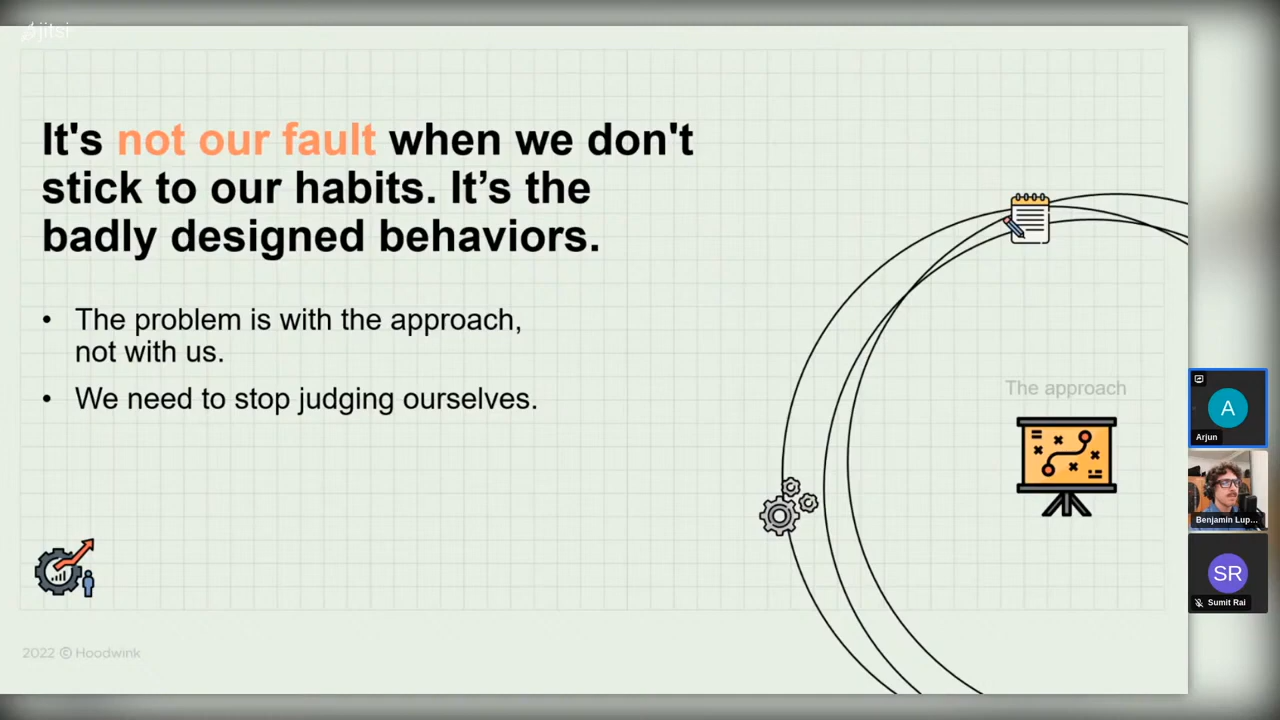 jitsi
It's not our fault when we don't
stick to our habits. It’s the
badly designed behaviors.
• The problem is with the approach,
not with us.
• We need to stop judging ourselves.
The approach
A
Arjun
Benjamin Lup...
SR
Sumit Rai
2022 © Hoodwink